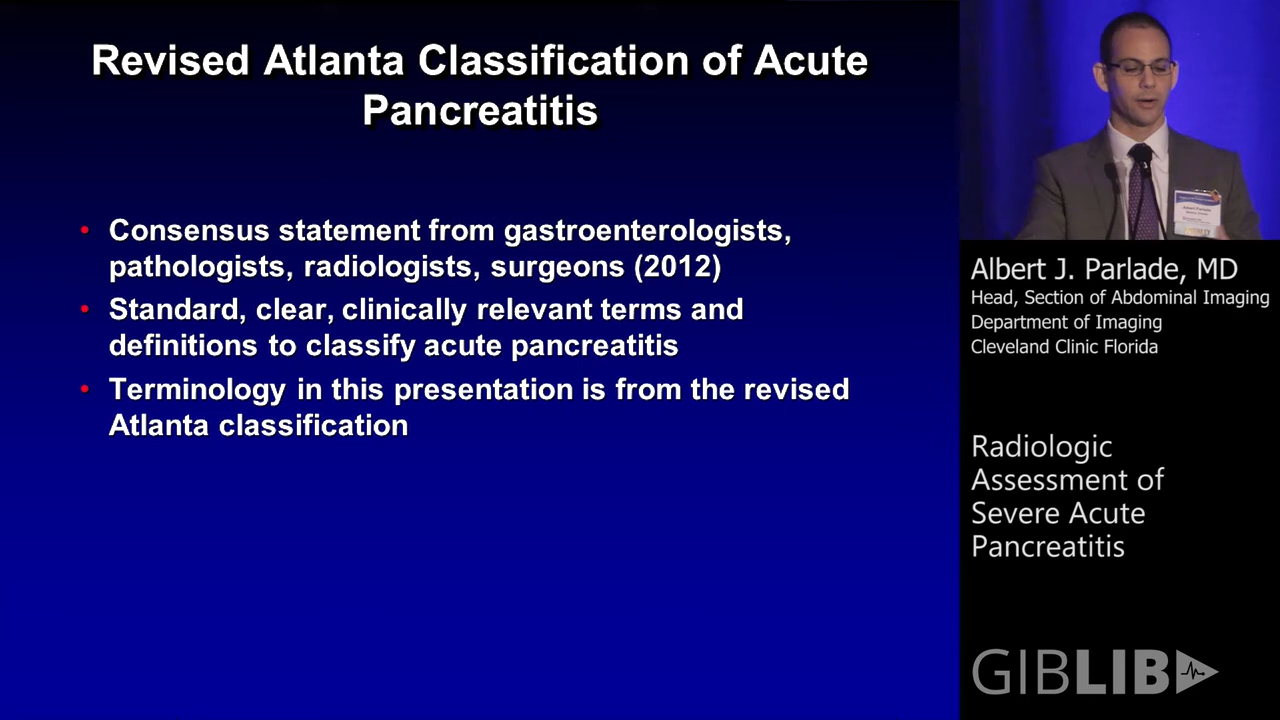 Revised Atlanta Classification of Acute
Pancreatitis
• Consensus statement from gastroenterologists,
pathologists, radiologists, surgeons (2012)
• Standard, clear, clinically relevant terms and
definitions to classify acute pancreatitis
• Terminology in this presentation is from the revised
Atlanta classification
Albert J. Parlade, MD
Head, Section of Abdominal Imaging
Department of Imaging
Cleveland Clinic Florida
Radiologic
Assessment of
Severe Acute
Pancreatitis
GIBLIB